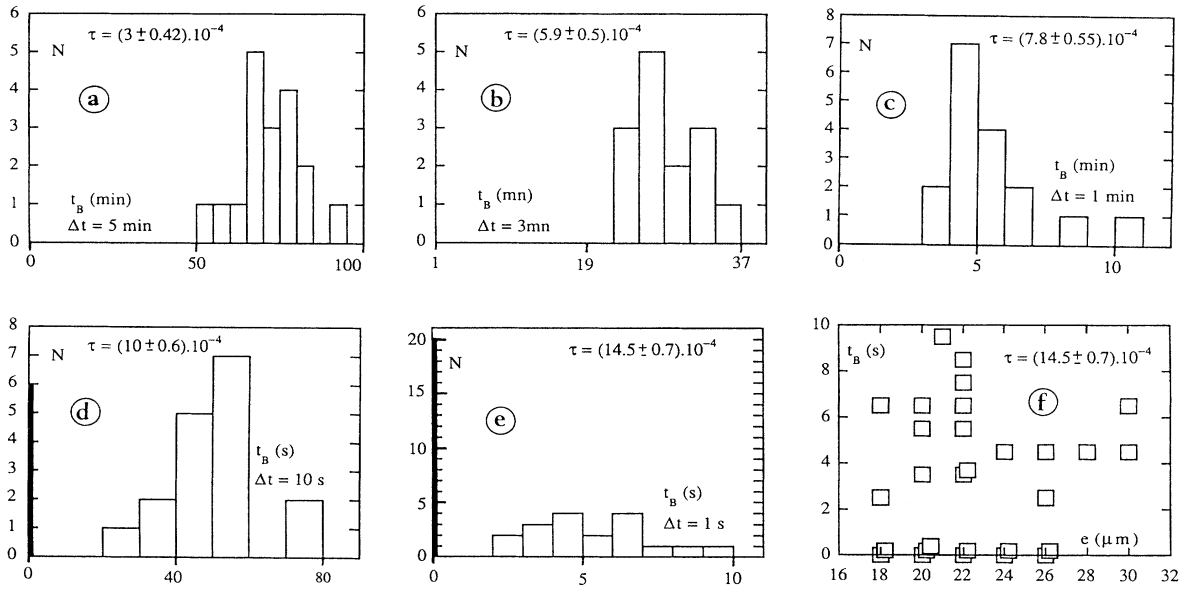 τ = (3 ± 0.42).10⁻⁴
6
5
4
3
2
1
0
N
a
t_B (min)
Δt = 5 min
0 50 100
τ = (5.9 ± 0.5).10⁻⁴
6
5
4
3
2
1
0
N
b
t_B (mn)
Δt = 3mn
1 19 37
τ = (7.8 ± 0.55).10⁻⁴
8
7
6
5
4
3
2
1
0
N
c
t_B (min)
Δt = 1 min
0 5 10
τ = (10 ± 0.6).10⁻⁴
8
7
6
5
4
3
2
1
0
N
d
t_B (s)
Δt = 10 s
0 40 80
τ = (14.5 ± 0.7).10⁻⁴
20
15
10
5
0
N
e
t_B (s)
Δt = 1 s
0 5 10
τ = (14.5 ± 0.7).10⁻⁴
10
8
6
4
2
0
t_B (s)
f
e (μm)
16 18 20 22 24 26 28 30 32